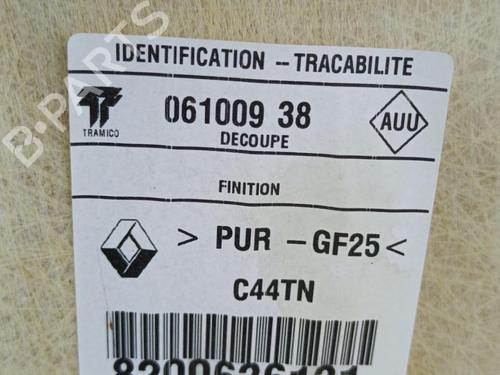 IDENTIFICATION -- TRACABILITE
TRAMICO
061009 38
DECOUPE
AUU
FINITION
> PUR -GF25<
C44TN
B-PARTS